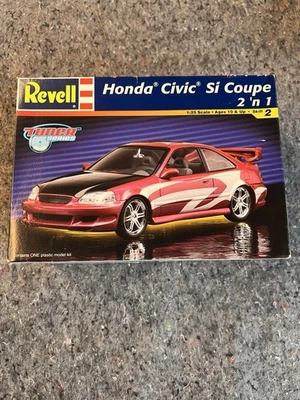 Revell
Honda® Civic® Si Coupe
2 'n 1
1:25 Scale • Ages 10 & Up • Skill 2
TUNER
SERIES
Contains ONE plastic model kit